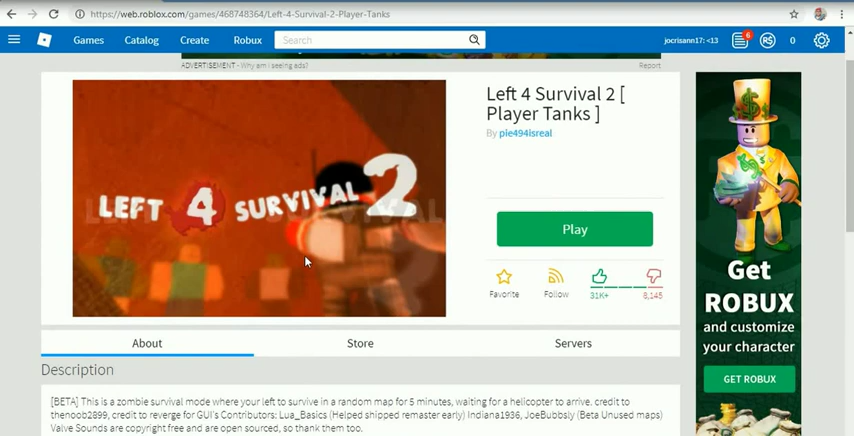 https://web.roblox.com/games/468748364/Left-4-Survival-2-Player-Tanks
Games
Catalog
Create
Robux
Search
jocrisann17: <13
6
R$
0
ADVERTISEMENT - Why am I seeing ads?
Report
LEFT 4 SURVIVAL 2
Left 4 Survival 2 [
Player Tanks ]
By pie494isreal
Play
Favorite
Follow
31K+
8,145
Get
ROBUX
and customize
your character
GET ROBUX
About
Store
Servers
Description
[BETA] This is a zombie survival mode where your left to survive in a random map for 5 minutes, waiting for a helicopter to arrive. credit to
thenoob2899, credit to reverge for GUI's Contributors: Lua_Basics (Helped shipped remaster early) Indiana1936, JoeBubbsly (Beta Unused maps)
Valve Sounds are copyright free and are open sourced, so thank them too.